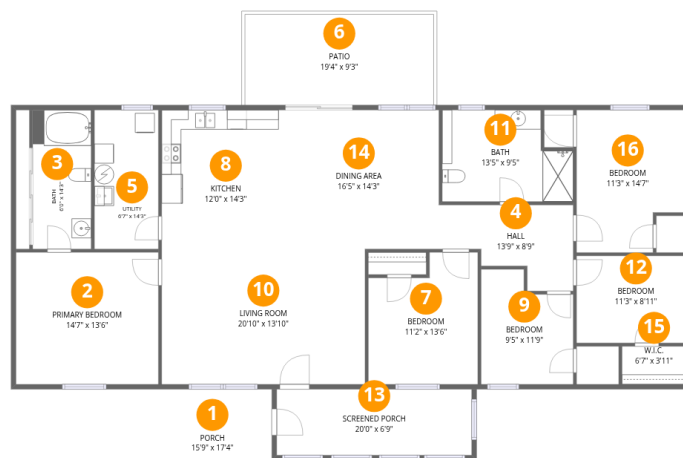 6
PATIO
19'4" x 9'3"
3
BATH
6'0" x 14'3"
5
UTILITY
6'7" x 14'3"
8
KITCHEN
12'0" x 14'3"
14
DINING AREA
16'5" x 14'3"
11
BATH
13'5" x 9'5"
16
BEDROOM
11'3" x 14'7"
4
HALL
13'9" x 8'9"
2
PRIMARY BEDROOM
14'7" x 13'6"
10
LIVING ROOM
20'10" x 13'10"
7
BEDROOM
11'2" x 13'6"
9
BEDROOM
9'5" x 11'9"
12
BEDROOM
11'3" x 8'11"
15
W.I.C.
6'7" x 3'11"
1
PORCH
15'9" x 17'4"
13
SCREENED PORCH
20'0" x 6'9"